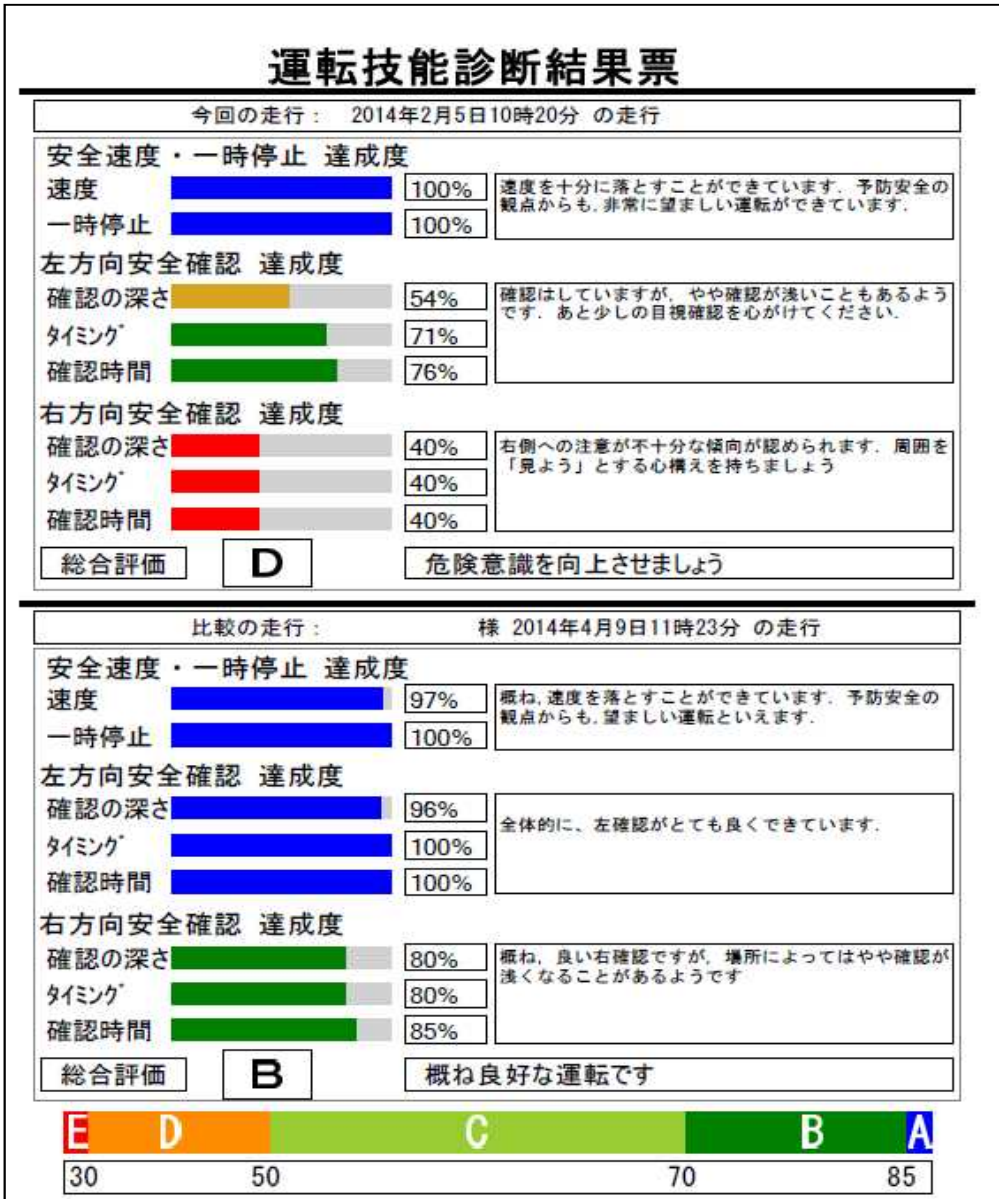 運転技能診断結果票
今回の走行： 2014年2月5日10時20分 の走行
安全速度・一時停止 達成度
速度 100%
一時停止 100%
速度を十分に落とすことができています．予防安全の
観点からも,非常に望ましい運転ができています．
左方向安全確認 達成度
確認の深さ 54%
ﾀｲﾐﾝｸﾞ 71%
確認時間 76%
確認はしていますが，やや確認が浅いこともあるよう
です．あと少しの目視確認を心がけてください．
右方向安全確認 達成度
確認の深さ 40%
ﾀｲﾐﾝｸﾞ 40%
確認時間 40%
右側への注意が不十分な傾向が認められます．周囲を
「見よう」とする心構えを持ちましょう
総合評価 D 危険意識を向上させましょう
比較の走行： 様 2014年4月9日11時23分 の走行
安全速度・一時停止 達成度
速度 97%
一時停止 100%
概ね,速度を落とすことができています．予防安全の
観点からも,望ましい運転といえます．
左方向安全確認 達成度
確認の深さ 96%
ﾀｲﾐﾝｸﾞ 100%
確認時間 100%
全体的に、左確認がとても良くできています．
右方向安全確認 達成度
確認の深さ 80%
ﾀｲﾐﾝｸﾞ 80%
確認時間 85%
概ね，良い右確認ですが，場所によってはやや確認が
浅くなることがあるようです
総合評価 B 概ね良好な運転です
E D C B A
30 50 70 85